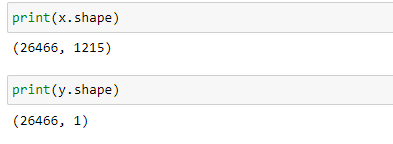 print(x.shape)
(26466, 1215)
print(y.shape)
(26466, 1)